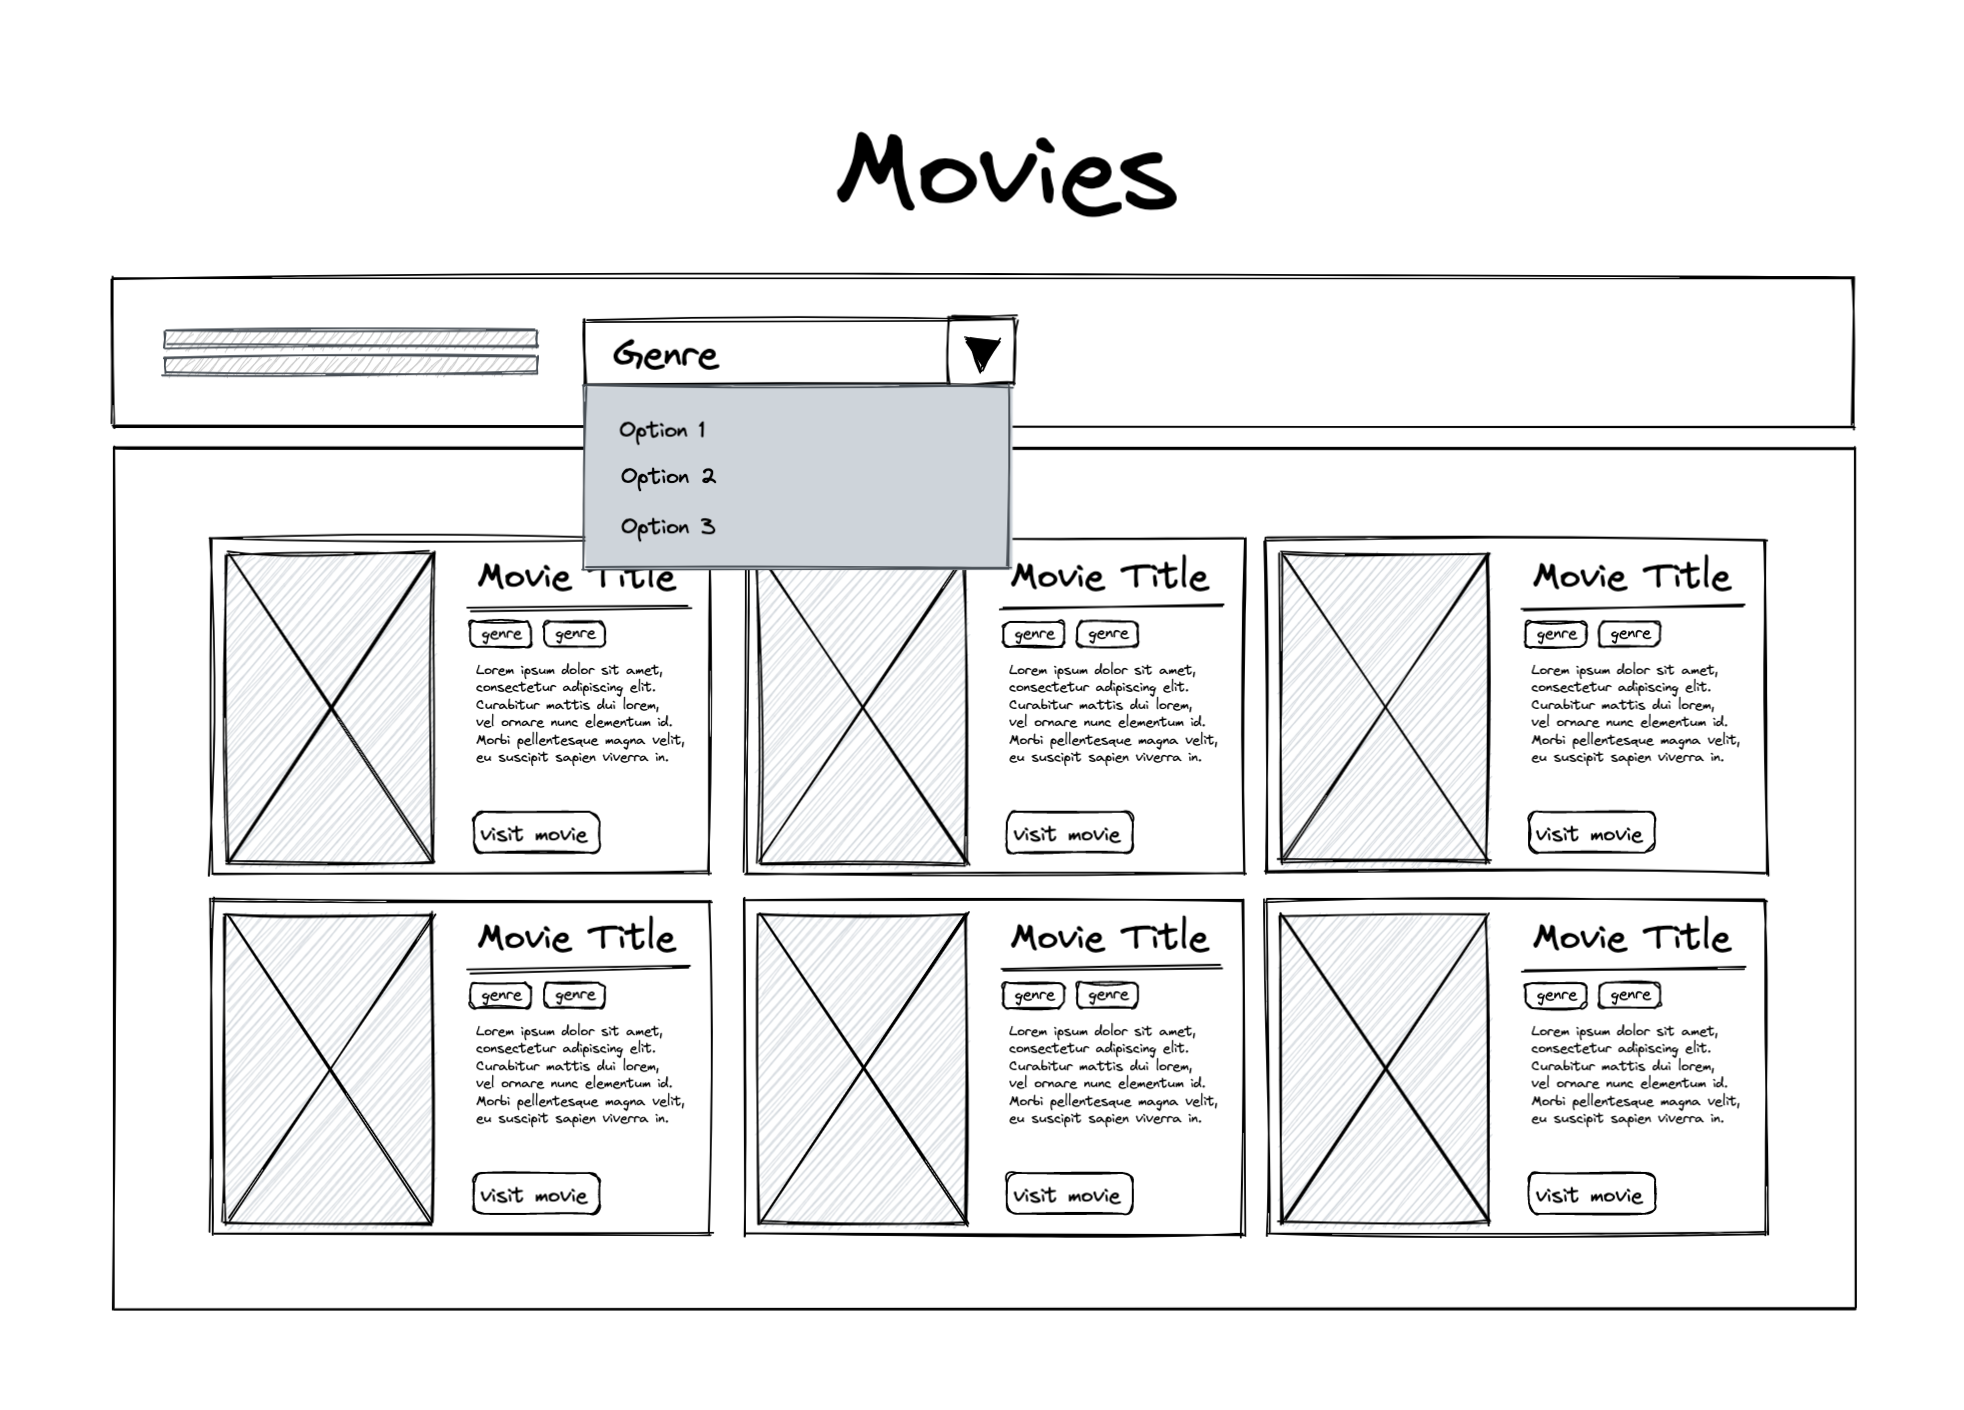 Movies
Genre
Option 1
Option 2
Option 3
Movie Title
genre genre
Lorem ipsum dolor sit amet,
consectetur adipiscing elit.
Curabitur mattis dui lorem,
vel ornare nunc elementum id.
Morbi pellentesque magna velit,
eu suscipit sapien viverra in.
visit movie
Movie Title
genre genre
Lorem ipsum dolor sit amet,
consectetur adipiscing elit.
Curabitur mattis dui lorem,
vel ornare nunc elementum id.
Morbi pellentesque magna velit,
eu suscipit sapien viverra in.
visit movie
Movie Title
genre genre
Lorem ipsum dolor sit amet,
consectetur adipiscing elit.
Curabitur mattis dui lorem,
vel ornare nunc elementum id.
Morbi pellentesque magna velit,
eu suscipit sapien viverra in.
visit movie
Movie Title
genre genre
Lorem ipsum dolor sit amet,
consectetur adipiscing elit.
Curabitur mattis dui lorem,
vel ornare nunc elementum id.
Morbi pellentesque magna velit,
eu suscipit sapien viverra in.
visit movie
Movie Title
genre genre
Lorem ipsum dolor sit amet,
consectetur adipiscing elit.
Curabitur mattis dui lorem,
vel ornare nunc elementum id.
Morbi pellentesque magna velit,
eu suscipit sapien viverra in.
visit movie
Movie Title
genre genre
Lorem ipsum dolor sit amet,
consectetur adipiscing elit.
Curabitur mattis dui lorem,
vel ornare nunc elementum id.
Morbi pellentesque magna velit,
eu suscipit sapien viverra in.
visit movie